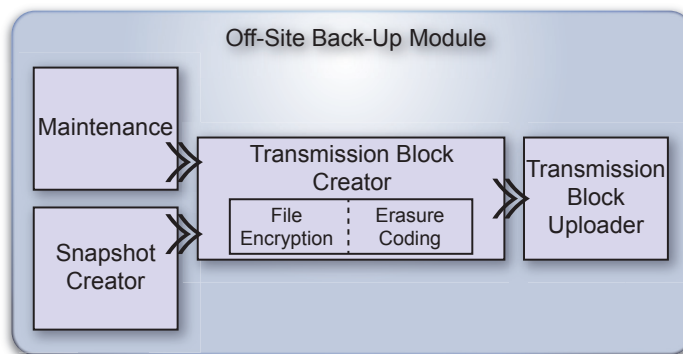 Off-Site Back-Up Module
Maintenance
Snapshot
Creator
Transmission Block
Creator
File
Encryption
Erasure
Coding
Transmission
Block
Uploader